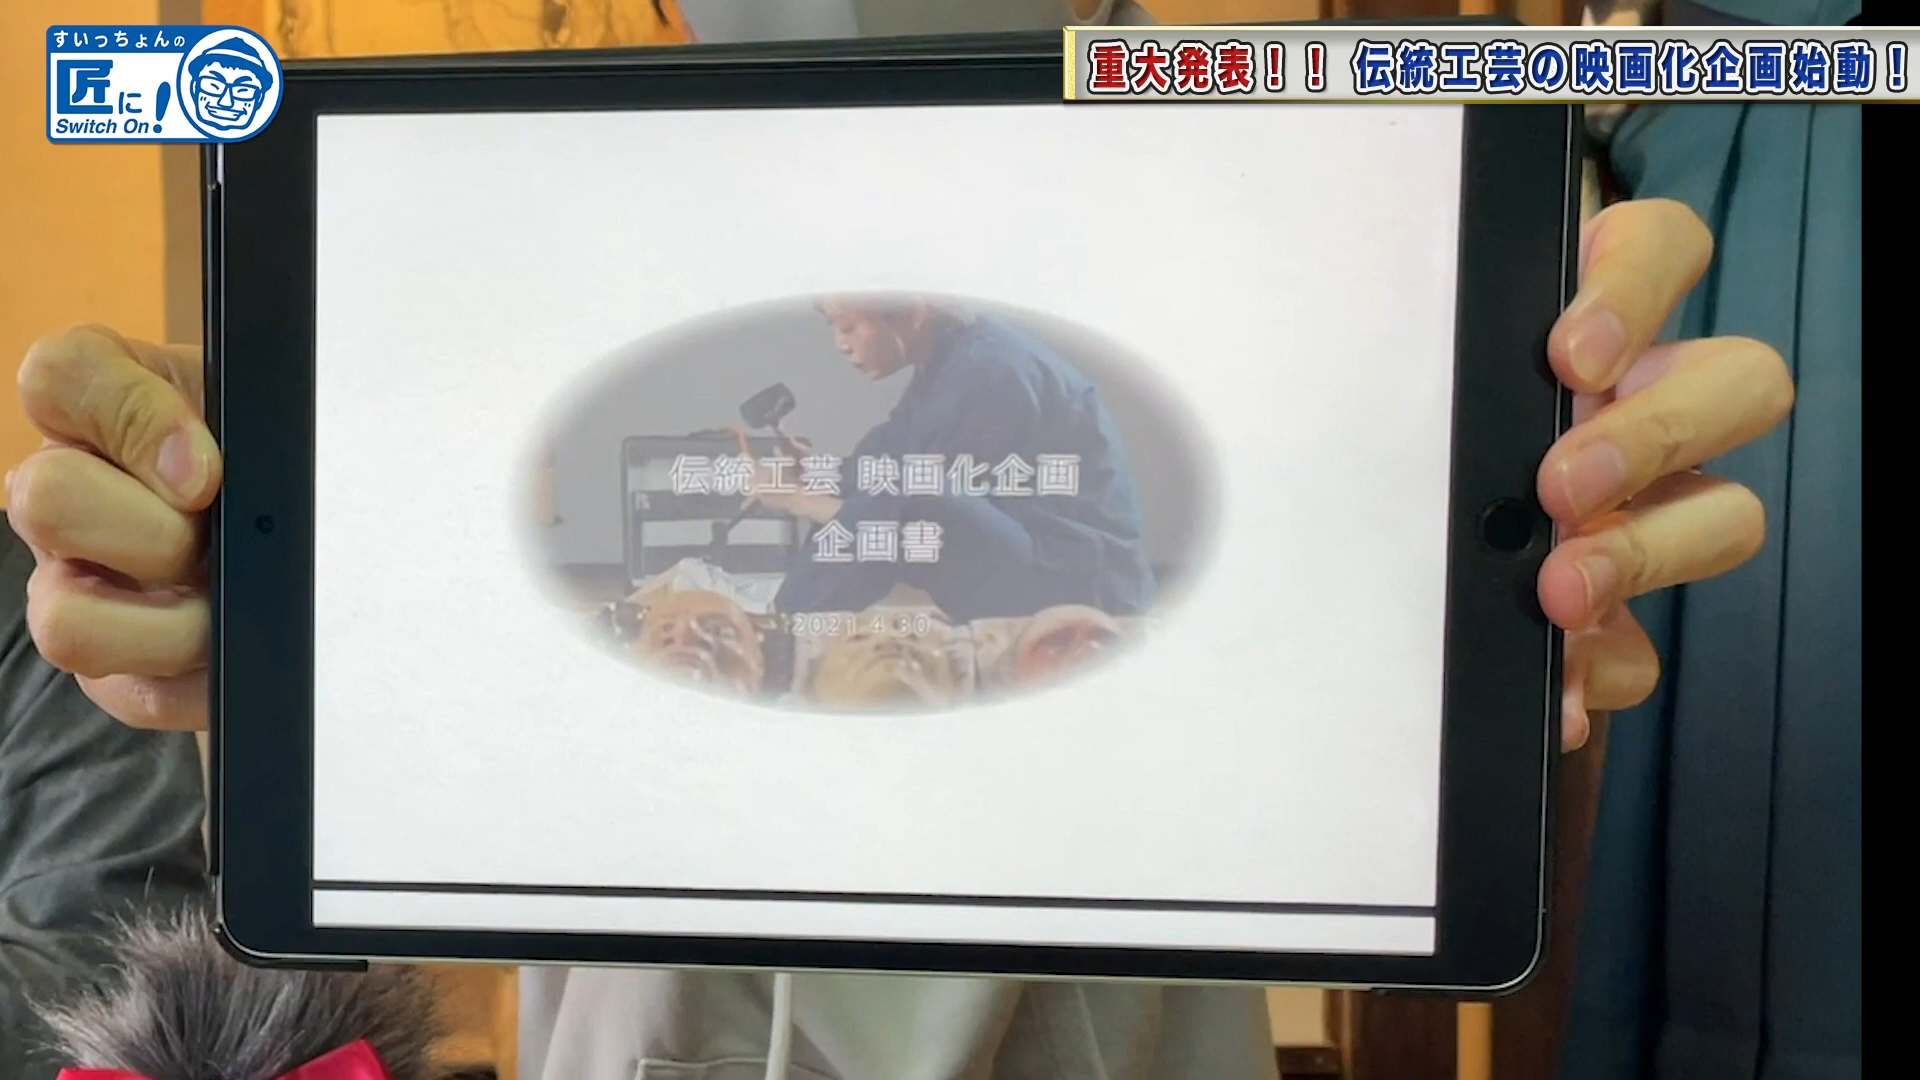 すいっちょんの
匠に!
Switch On
重大発表!! 伝統工芸の映画化企画始動!
伝統工芸 映画化企画
企画書
2021.4.30